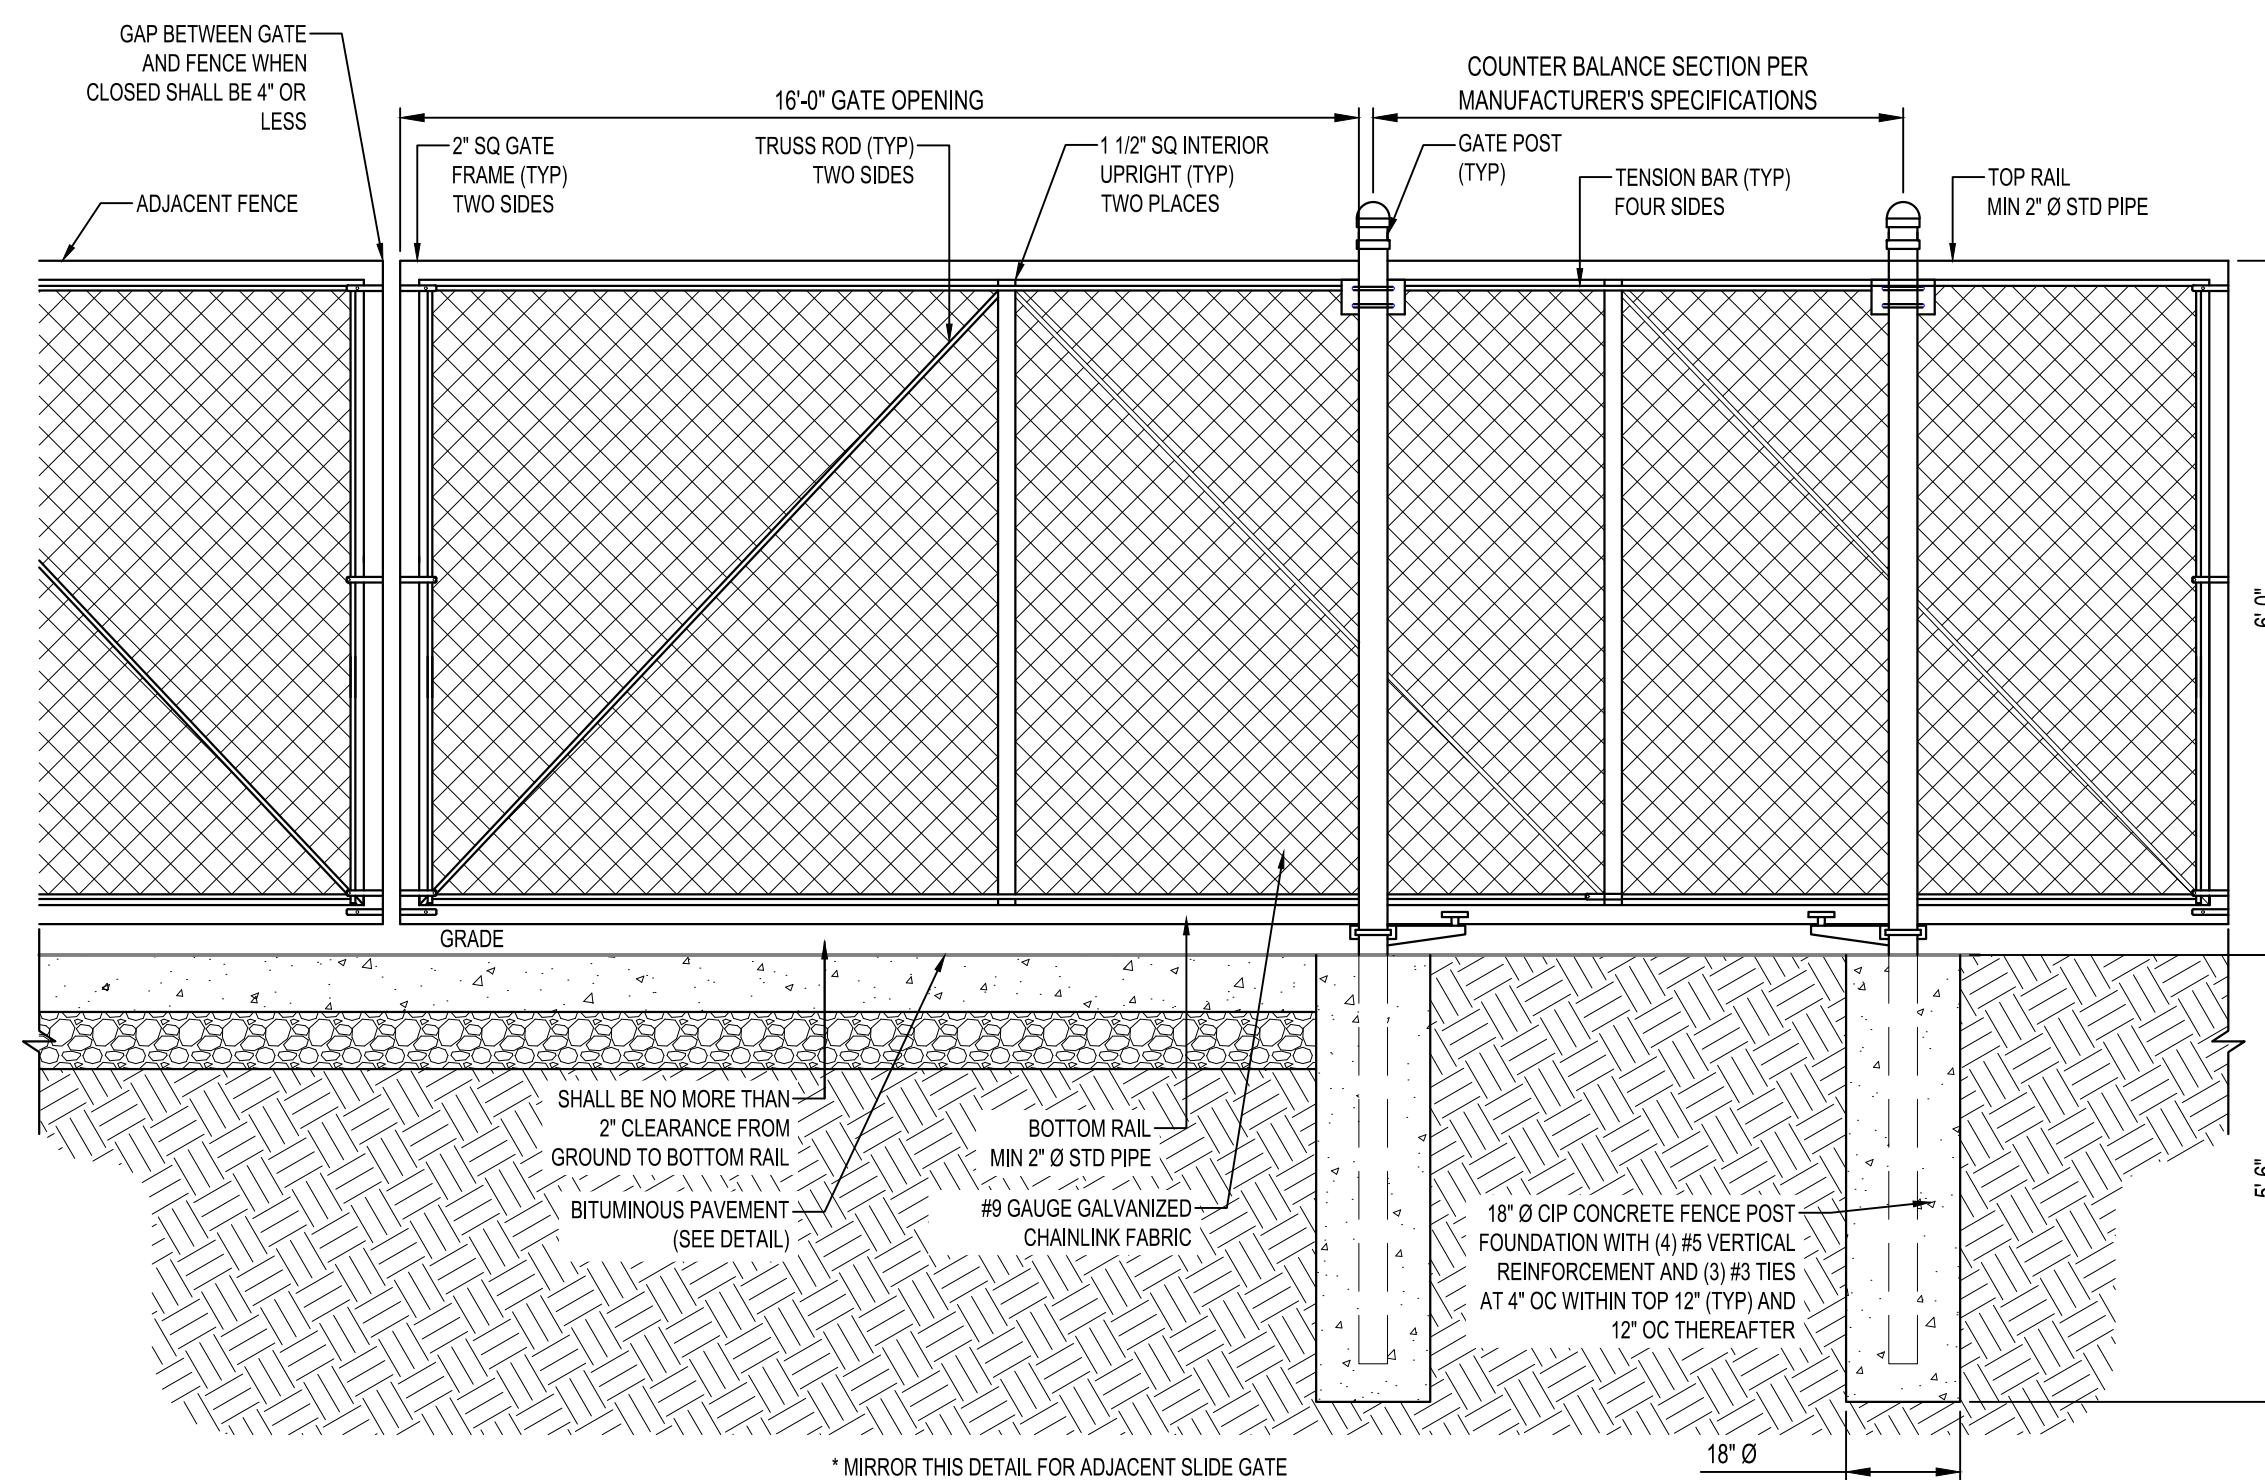 GAP BETWEEN GATE
AND FENCE WHEN
CLOSED SHALL BE 4" OR
LESS
16'-0" GATE OPENING
COUNTER BALANCE SECTION PER
MANUFACTURER'S SPECIFICATIONS
ADJACENT FENCE
2" SQ GATE
FRAME (TYP)
TWO SIDES
TRUSS ROD (TYP)
TWO SIDES
1 1/2" SQ INTERIOR
UPRIGHT (TYP)
TWO PLACES
GATE POST
(TYP)
TENSION BAR (TYP)
FOUR SIDES
TOP RAIL
MIN 2" Ø STD PIPE
6'-0"
GRADE
SHALL BE NO MORE THAN
2" CLEARANCE FROM
GROUND TO BOTTOM RAIL
BITUMINOUS PAVEMENT
(SEE DETAIL)
BOTTOM RAIL
MIN 2" Ø STD PIPE
#9 GAUGE GALVANIZED
CHAINLINK FABRIC
18" Ø CIP CONCRETE FENCE POST
FOUNDATION WITH (4) #5 VERTICAL
REINFORCEMENT AND (3) #3 TIES
AT 4" OC WITHIN TOP 12" (TYP) AND
12" OC THEREAFTER
5'-6"
18" Ø
* MIRROR THIS DETAIL FOR ADJACENT SLIDE GATE